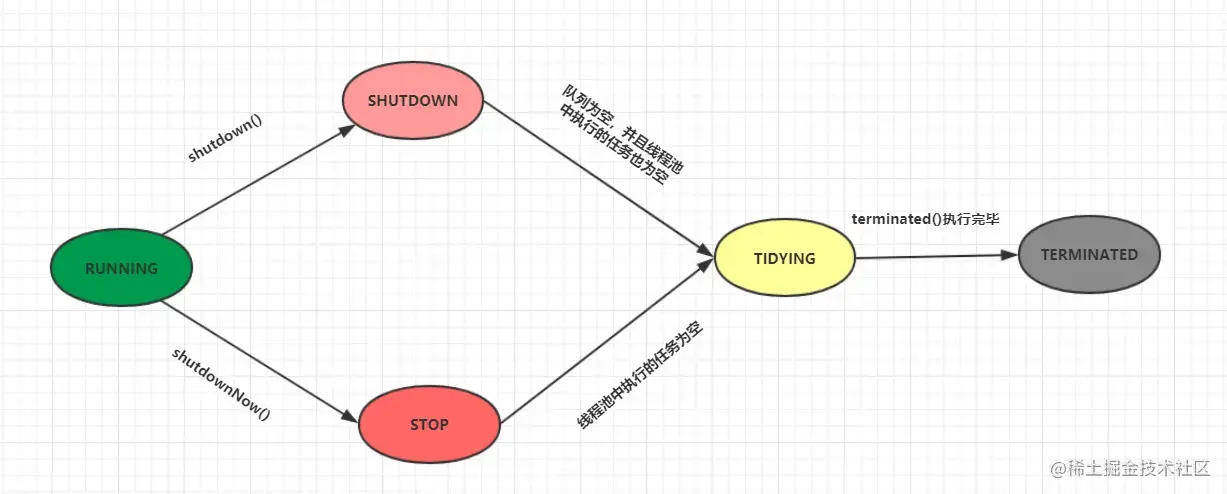 SHUTDOWN
队列为空，并且线程池
中执行的任务也为空
shutdown()
terminated()执行完毕
RUNNING
TIDYING
TERMINATED
shutdownNow()
线程池中执行的任务为空
STOP
@稀土掘金技术社区